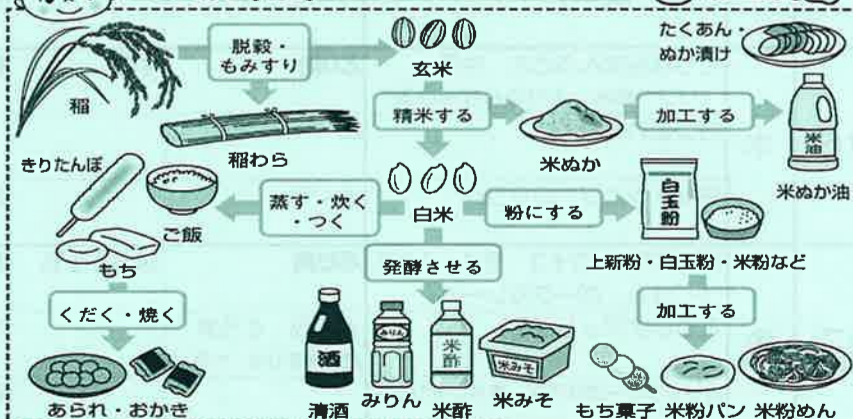 脱穀・
もみすり
稲
玄米
たくあん・
ぬか漬け
稲わら
精米する
米ぬか
加工する
米油
米ぬか油
きりたんぽ
ご飯
もち
蒸す・炊く
・つく
白米
粉にする
白玉粉
上新粉・白玉粉・米粉など
発酵させる
くだく・焼く
加工する
酒
みりん
米酢
米みそ
あられ・おかき
清酒
みりん
米酢
米みそ
もち菓子
米粉パン
米粉めん